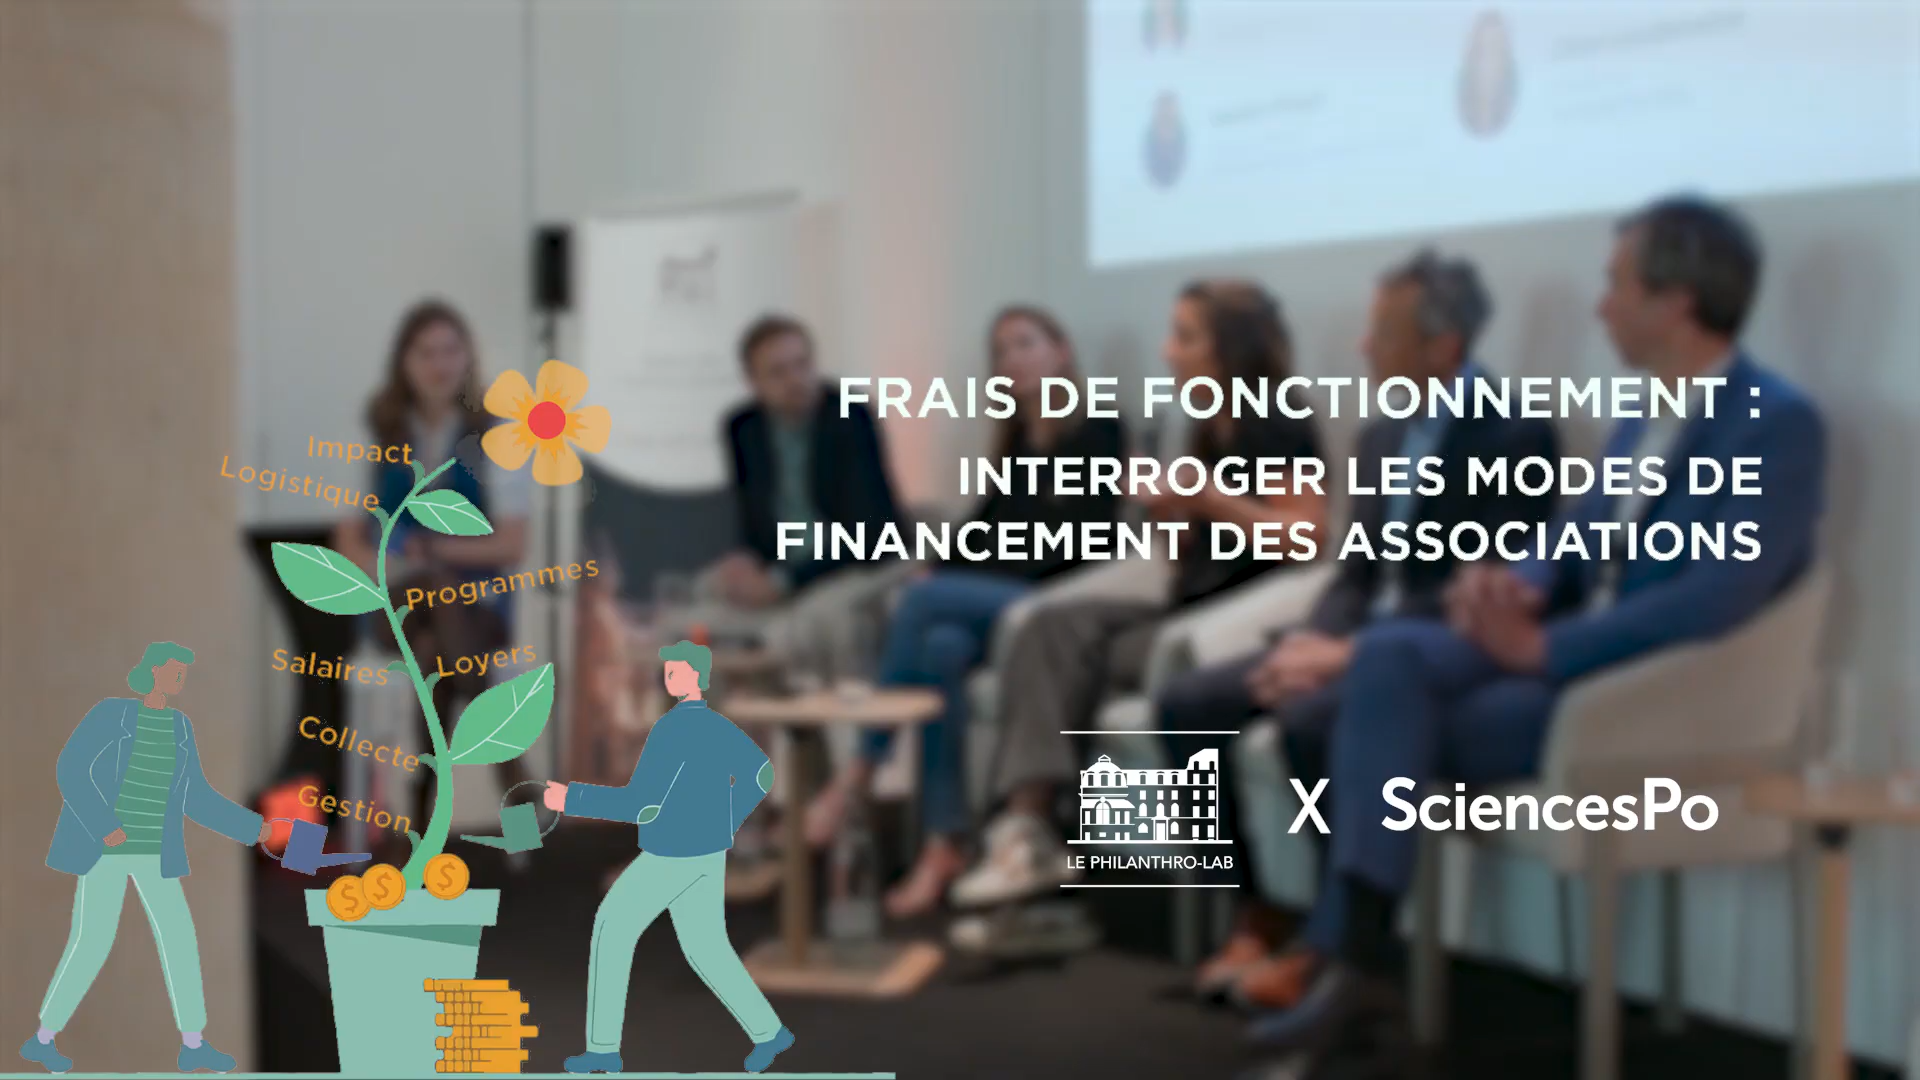 FRAIS DE FONCTIONNEMENT :
INTERROGER LES MODES DE
FINANCEMENT DES ASSOCIATIONS
Impact
Logistique
Programmes
Salaires
Loyers
Collecte
Gestion
$ $ $
LE PHILANTHRO-LAB
X
SciencesPo